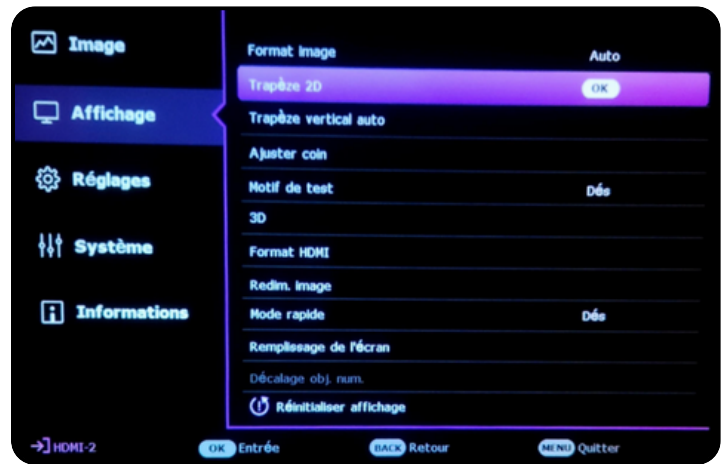 Image
Affichage
Réglages
Système
Informations
Format image Auto
Trapèze 2D OK
Trapèze vertical auto
Ajuster coin
Motif de test Dés
3D
Format HDMI
Redim. image
Mode rapide Dés
Remplissage de l'écran
Décalage obj. num.
Réinitialiser affichage
HDMI-2 OK Entrée BACK Retour MENU Quitter